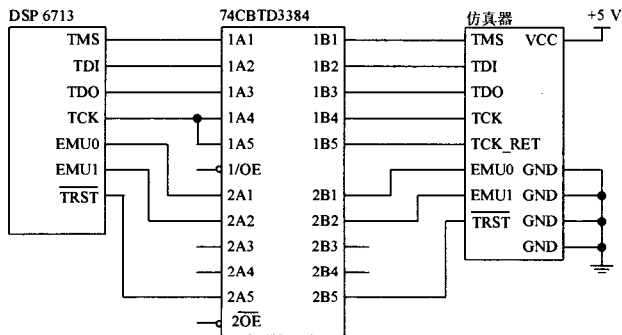 DSP 6713 74CBTD3384 仿真器 +5 V
TMS 1A1 1B1 TMS VCC
TDI 1A2 1B2 TDI
TDO 1A3 1B3 TDO
TCK 1A4 1B4 TCK
1A5 1B5 TCK_RET
EMU0 1/OE EMU0 GND
EMU1 2A1 2B1 EMU1 GND
TRST 2A2 2B2 TRST GND
2A3 2B3 GND
2A4 2B4
2A5 2B5
2OE